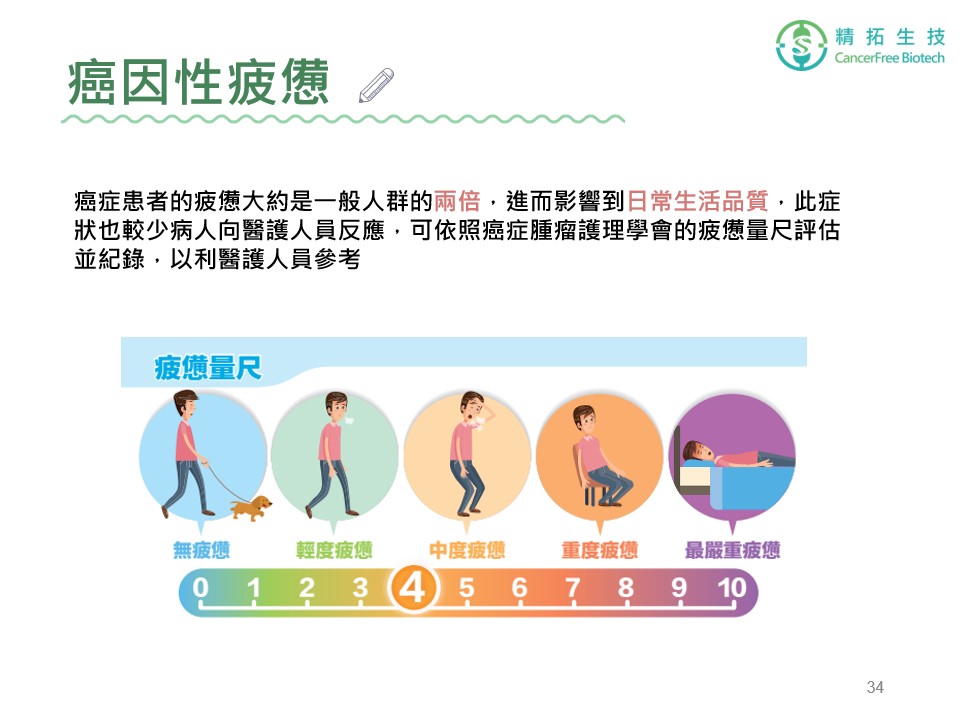 精拓生技
CancerFree Biotech
癌因性疲憊
癌症患者的疲憊大約是一般人群的兩倍，進而影響到日常生活品質，此症
狀也較少病人向醫護人員反應，可依照癌症腫瘤護理學會的疲憊量尺評估
並紀錄，以利醫護人員參考
疲憊量尺
無疲憊 輕度疲憊 中度疲憊 重度疲憊 最嚴重疲憊
0 1 2 3 4 5 6 7 8 9 10
34